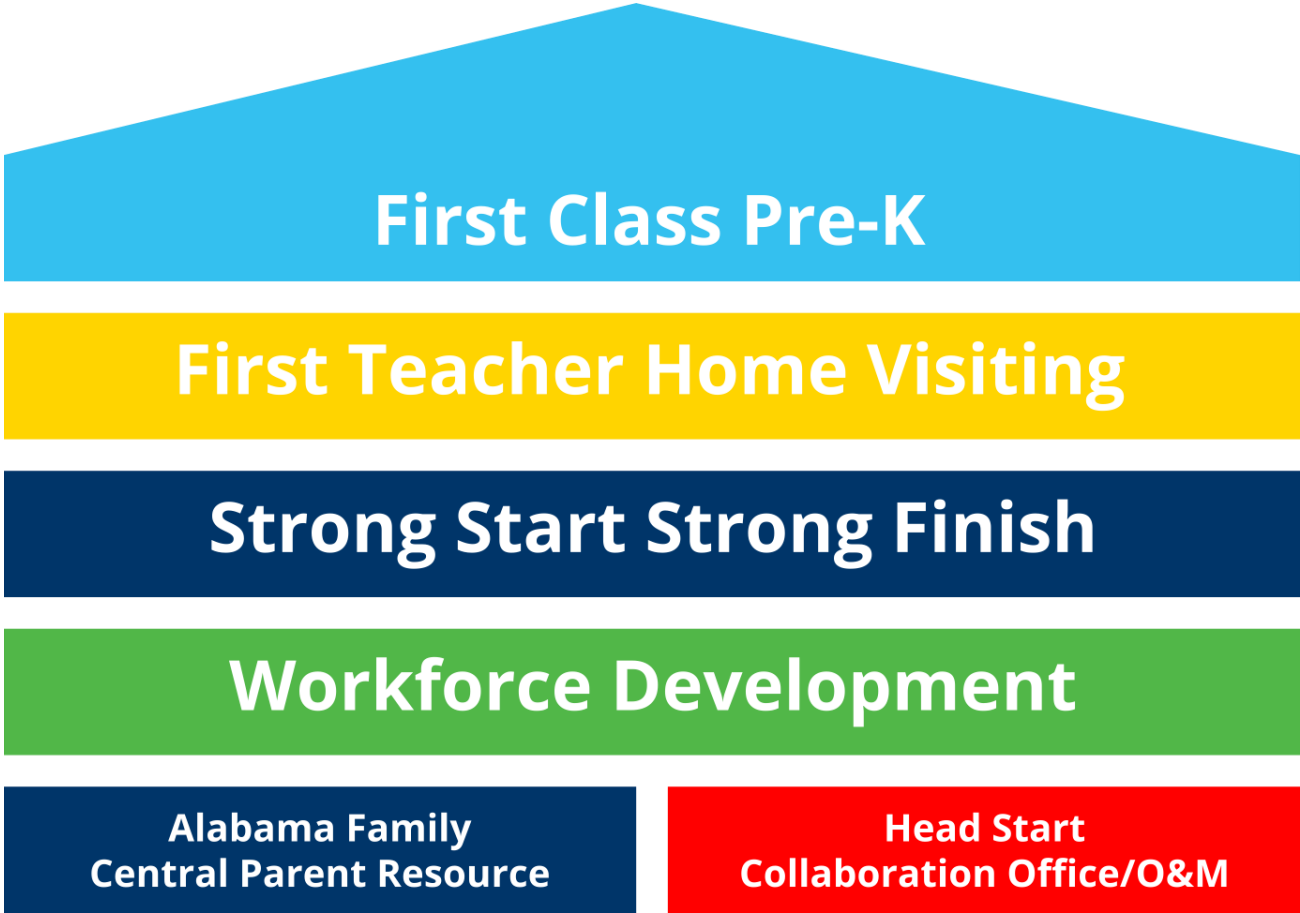 First Class Pre-K
First Teacher Home Visiting
Strong Start Strong Finish
Workforce Development
Alabama Family
Central Parent Resource
Head Start
Collaboration Office/O&M